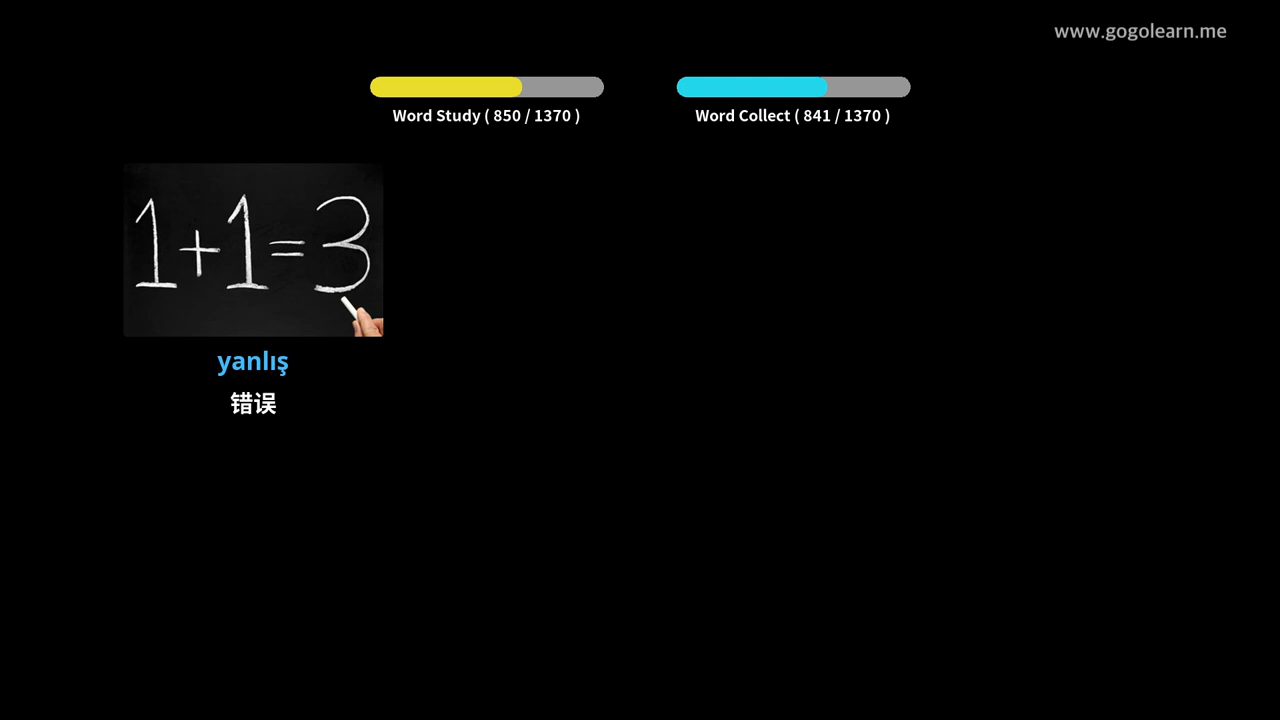 www.gogolearn.me
Word Study ( 850 / 1370 )
Word Collect ( 841 / 1370 )
1+1=3
yanlış
错误